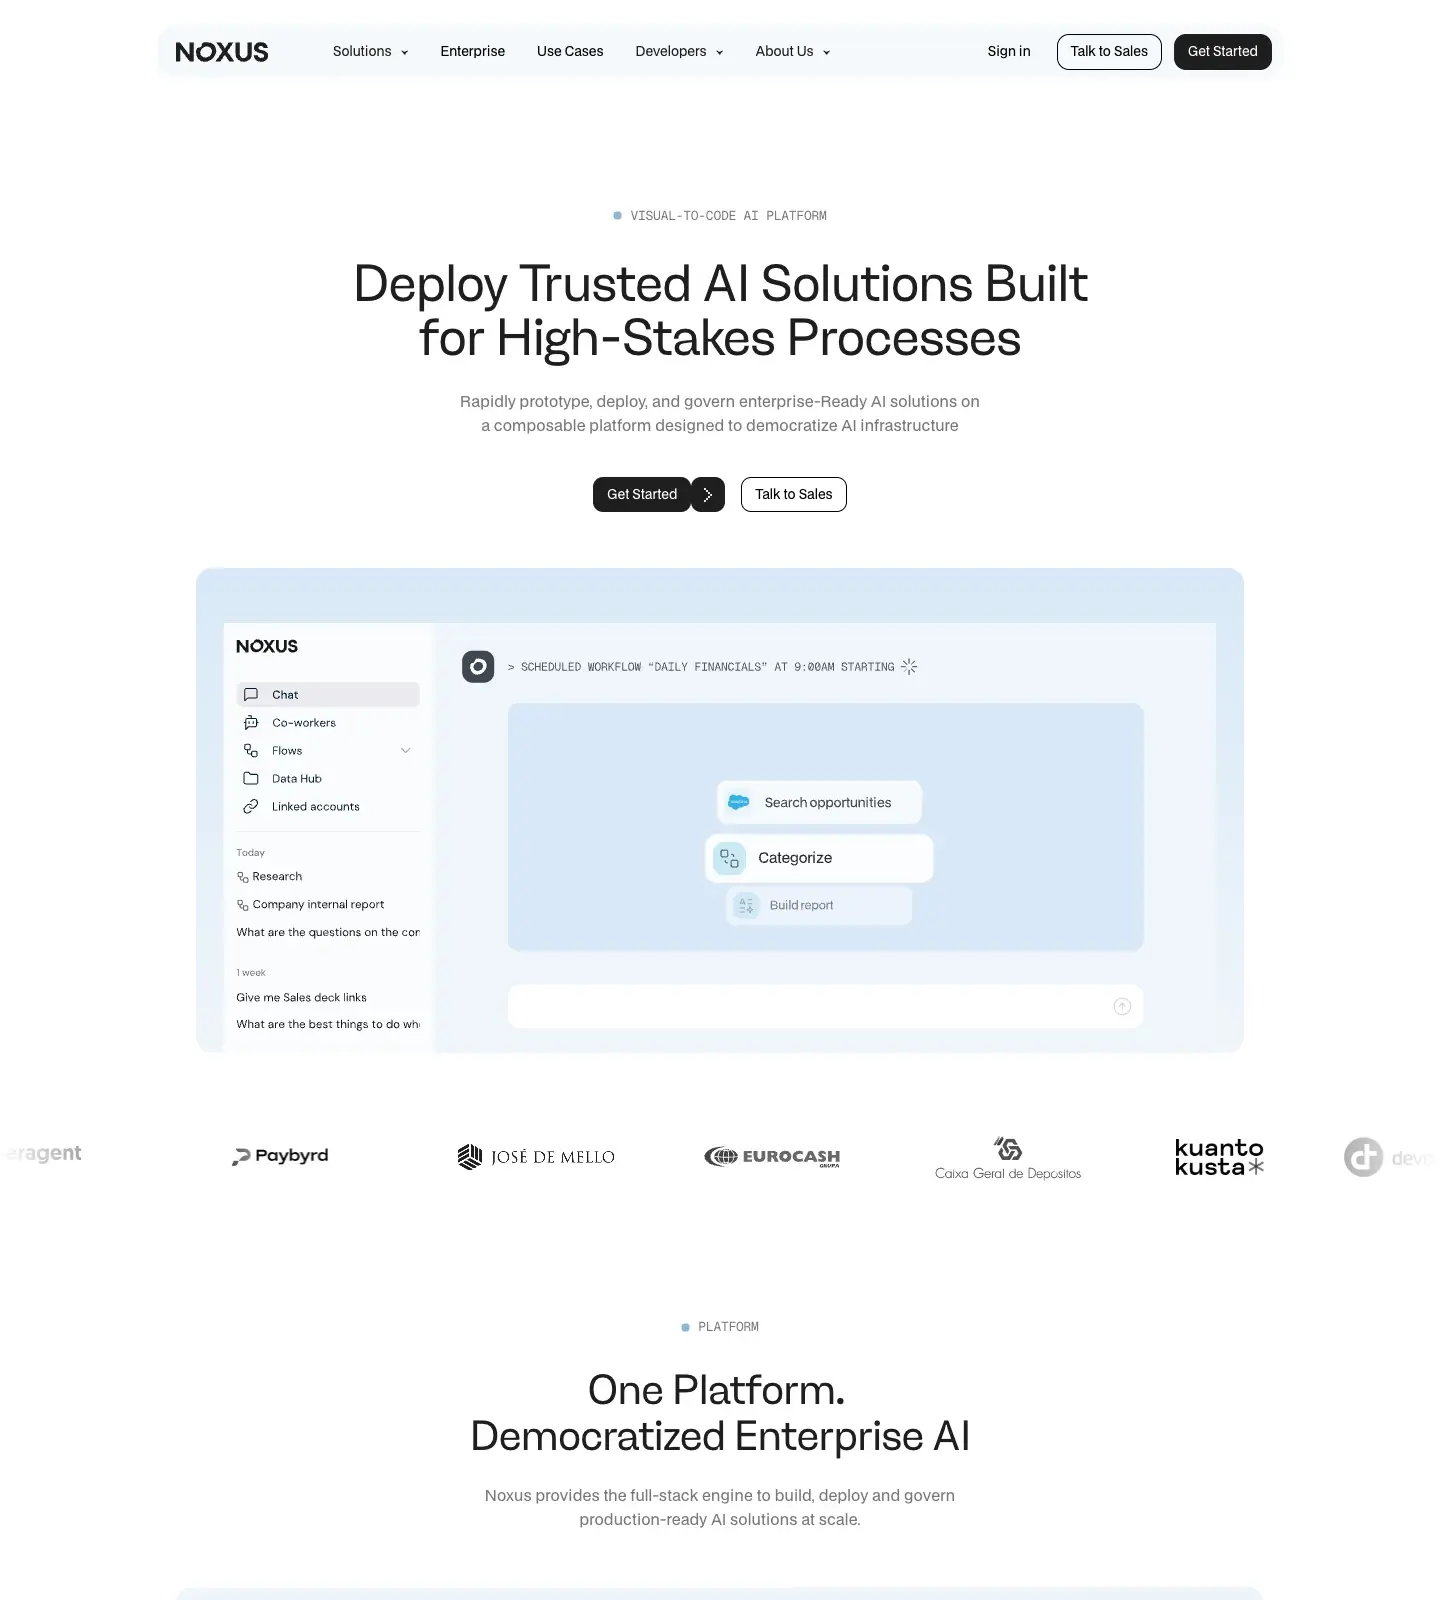 NOXUS Solutions Enterprise Use Cases Developers About Us Sign in Talk to Sales Get Started
VISUAL-TO-CODE AI PLATFORM
Deploy Trusted AI Solutions Built
for High-Stakes Processes
Rapidly prototype, deploy, and govern enterprise-Ready AI solutions on
a composable platform designed to democratize AI infrastructure
Get Started Talk to Sales
NOXUS
Chat
Co-workers
Flows
Data Hub
Linked accounts
Today
Research
Company internal report
What are the questions on the cor
1 week
Give me Sales deck links
What are the best things to do wh
> SCHEDULED WORKFLOW “DAILY FINANCIALS” AT 9:00AM STARTING
Search opportunities
Categorize
Build report
eragent
Paybyrd
JOSÉ DE MELLO
EUROCASH
GRUPA
Caixa Geral de Depositos
kuanto
kusta*
PLATFORM
One Platform.
Democratized Enterprise AI
Noxus provides the full-stack engine to build, deploy and govern
production-ready AI solutions at scale.